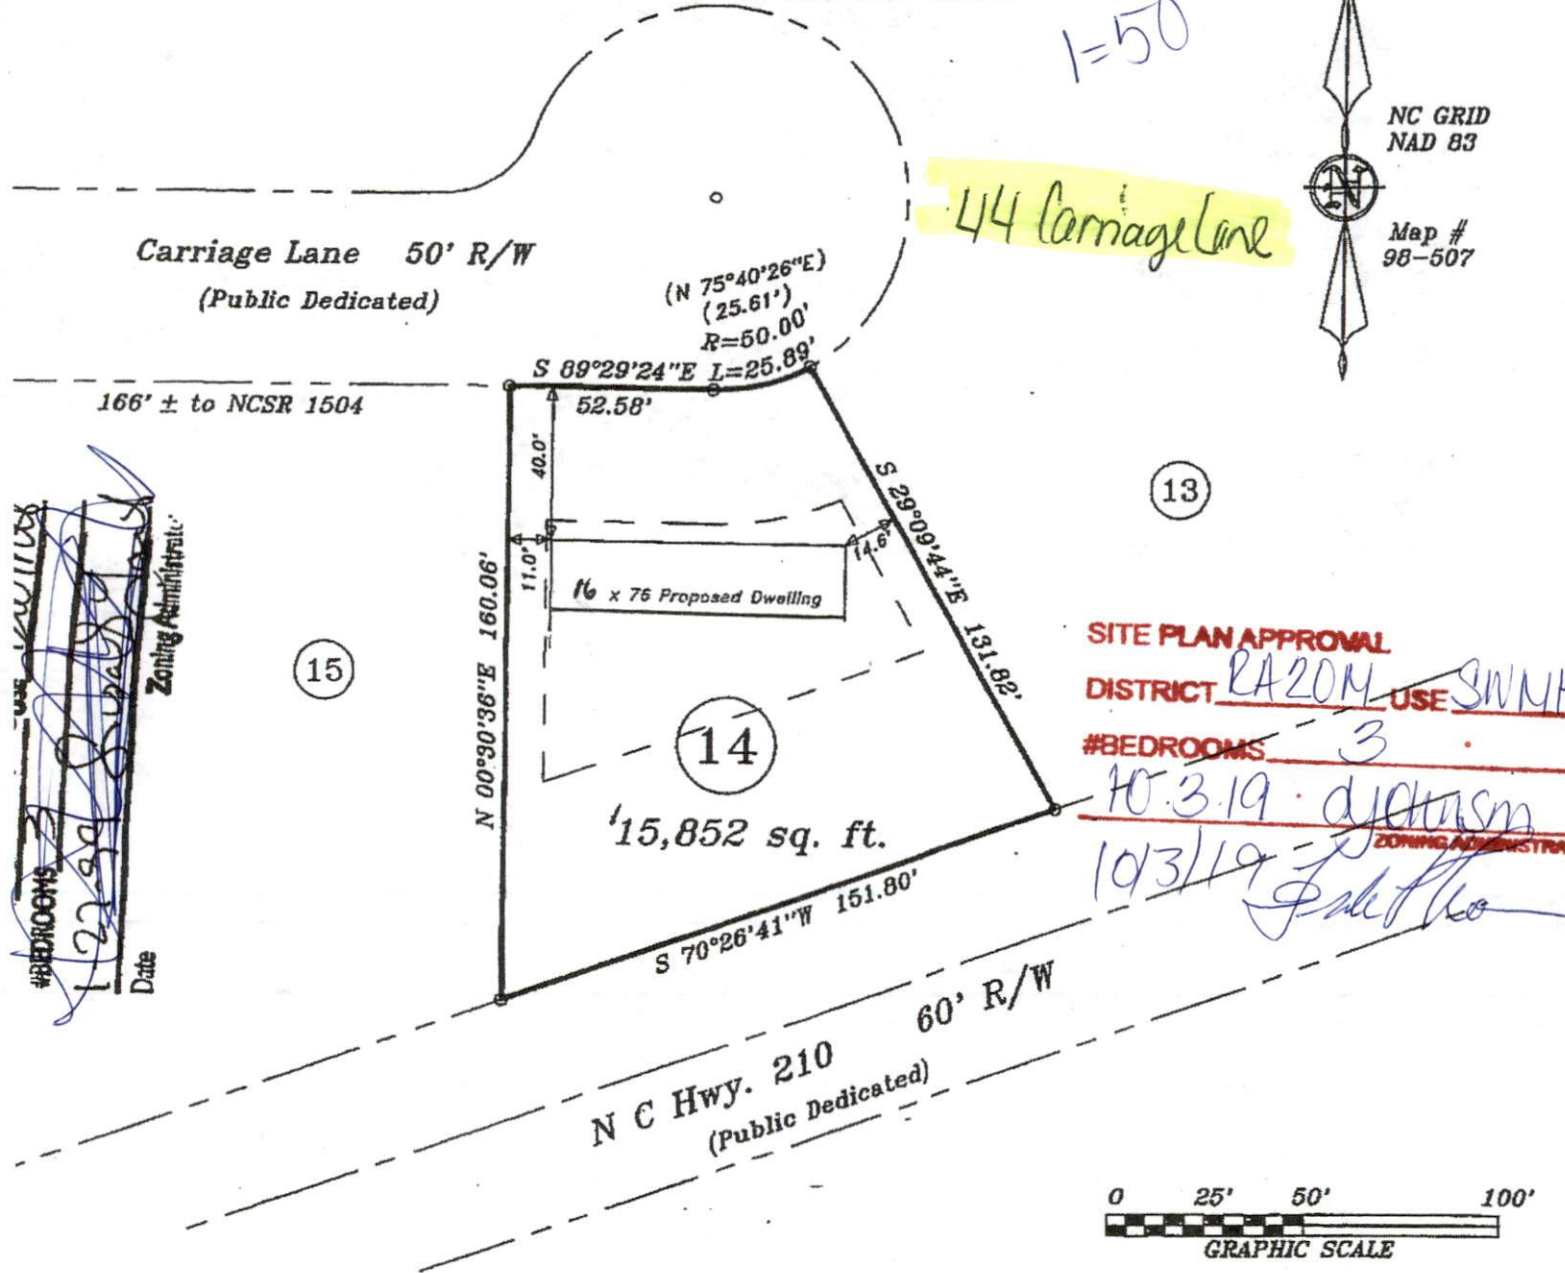 1=50
NC GRID
NAD 83
N
Map #
98-507
44 Carriage Lane
Carriage Lane 50' R/W
(Public Dedicated)
(N 75°40'26"E)
(25.61')
R=50.00'
S 89°29'24"E L=25.89'
52.58'
166' ± to NCSR 1504
40.0'
11.0'
14.6'
16 x 76 Proposed Dwelling
S 29°09'44"E 131.82'
N 00°30'36"E 160.06'
13
15
14
15,852 sq. ft.
S 70°26'41"W 151.80'
SITE PLAN APPROVAL
DISTRICT RA20M USE SWMH
#BEDROOMS 3
10.3.19
ZONING ADMINISTRA
10/3/19
USE
#BEDROOMS 3
Date
Zoning Administrator
N C Hwy. 210 60' R/W
(Public Dedicated)
0 25' 50' 100'
GRAPHIC SCALE